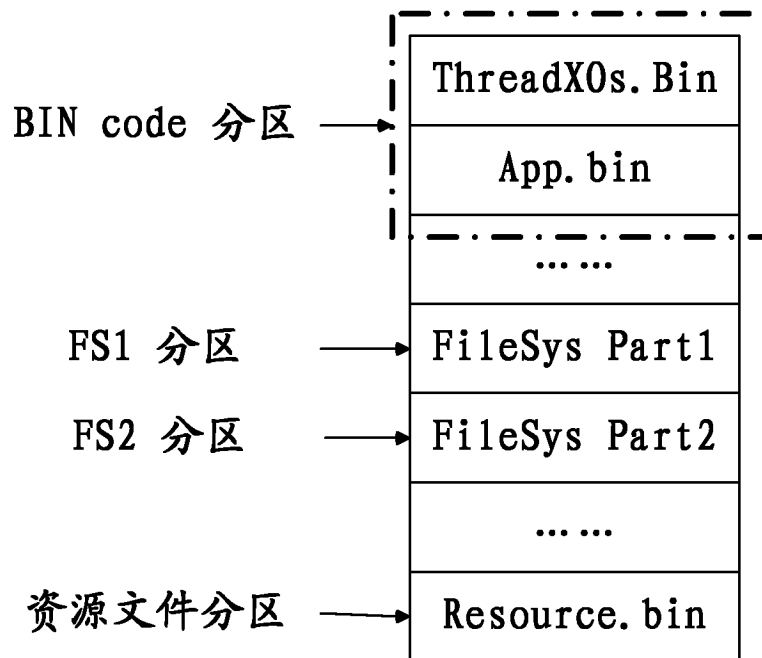 ThreadXOs.Bin
BIN code 分区
App.bin
……
FS1 分区
FileSys Part1
FS2 分区
FileSys Part2
……
资源文件分区
Resource.bin